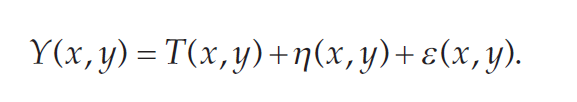 Y(x, y) = T(x, y) + η(x, y) + ε(x, y).